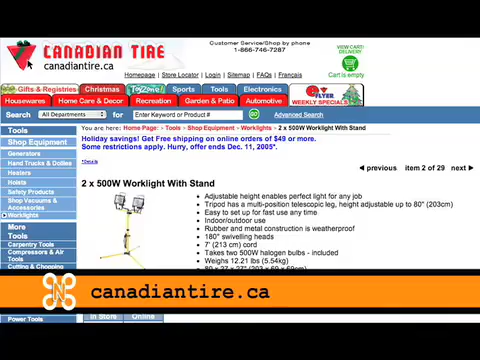 CANADIAN TIRE
canadiantire.ca
Customer Service/Shop by phone
1-866-746-7287
VIEW CART/
DELIVERY
Cart is empty
Homepage | Store Locator | Login | Sitemap | FAQs | Français
Gifts & Registries
Christmas
ToyZone!
Sports
Tools
Electronics
FLYER
WEEKLY SPECIALS
Housewares
Home Care & Decor
Recreation
Garden & Patio
Automotive
Search
All Departments
for
Enter Keyword or Product #
GO
Advanced Search
Tools
You are here: Home Page: > Tools > Shop Equipment > Worklights > 2 x 500W Worklight With Stand
Shop Equipment
Generators
Hand Trucks & Dollies
Heaters
Hoists
Safety Products
Shop Vacuums &
Accessories
Worklights
More
Tools
Carpentry Tools
Compressors & Air
Tools
Cutting & Chopping
Holiday savings! Get Free shipping on online orders of $49 or more.
Some restrictions apply. Hurry, offer ends Dec. 11, 2005*.
*Details
previous item 2 of 29 next
2 x 500W Worklight With Stand
Adjustable height enables perfect light for any job
Tripod has a multi-position telescopic leg, height adjustable up to 80" (203cm)
Easy to set up for fast use any time
Indoor/outdoor use
Rubber and metal construction is weatherproof
180° swivelling heads
7' (213 cm) cord
Takes two 500W halogen bulbs - included
Weighs 12.21 lbs (5.54kg)
canadiantire.ca
Power Tools
In Store
Online